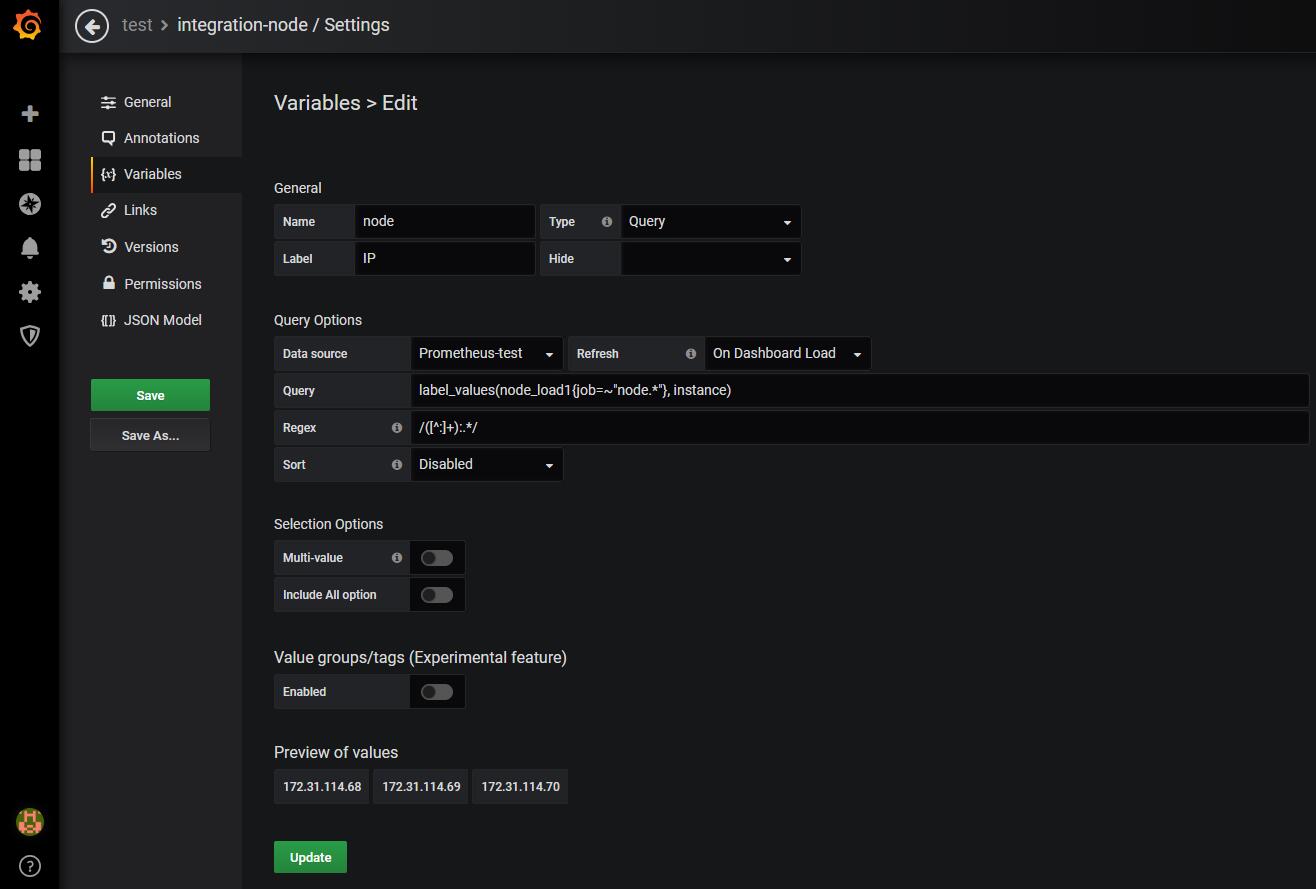 test > integration-node / Settings
General
Annotations
Variables
Links
Versions
Permissions
JSON Model
Save
Save As...
Variables > Edit
General
Name node Type Query
Label IP Hide
Query Options
Data source Prometheus-test Refresh On Dashboard Load
Query label_values(node_load1{job=~"node.*"}, instance)
Regex /([^:]+):.*/
Sort Disabled
Selection Options
Multi-value
Include All option
Value groups/tags (Experimental feature)
Enabled
Preview of values
172.31.114.68 172.31.114.69 172.31.114.70
Update